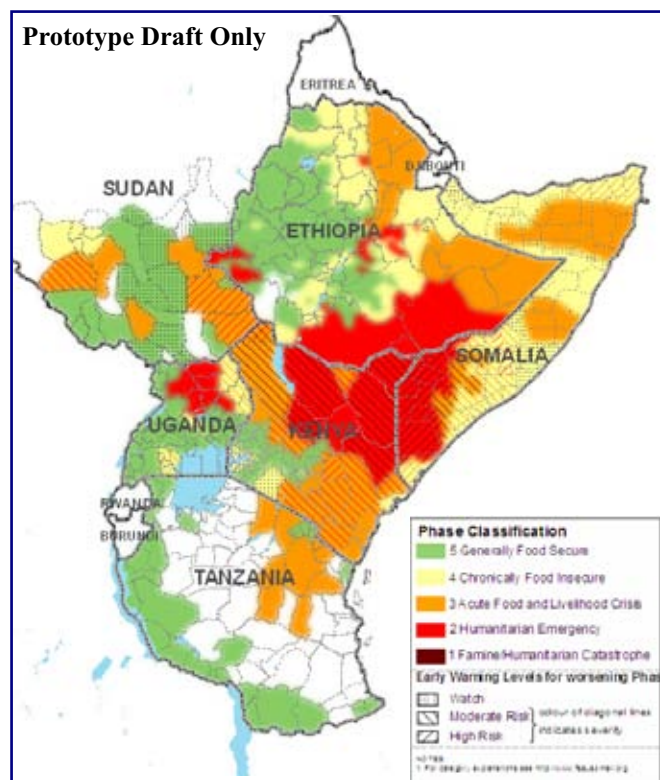 Prototype Draft Only
ERITREA
DJIBOUTI
SUDAN
ETHIOPIA
SOMALIA
UGANDA
KENYA
RWANDA
BURUNDI
TANZANIA
Phase Classification
5 Generally Food Secure
4 Chronically Food Insecure
3 Acute Food and Livelihood Crisis
2 Humanitarian Emergency
1 Famine/Humanitarian Catastrophe
Early Warning Levels for worsening Phase
Watch
Moderate Risk
High Risk
colour of diagonal lines
indicates severity
NOTES